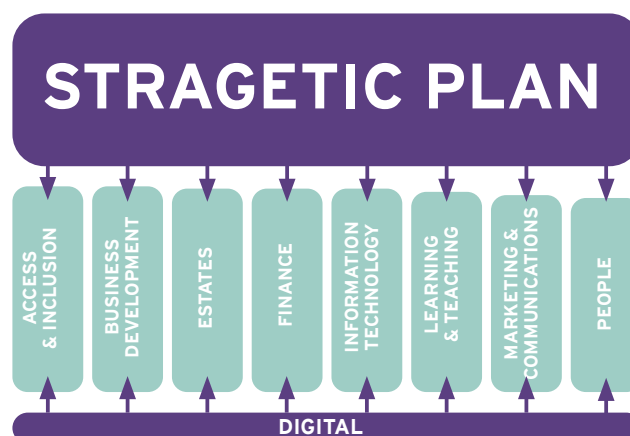 STRAGETIC PLAN
ACCESS
& INCLUSION
BUSINESS
DEVELOPMENT
ESTATES
FINANCE
INFORMATION
TECHNOLOGY
LEARNING
& TEACHING
MARKETING &
COMMUNICATIONS
PEOPLE
DIGITAL